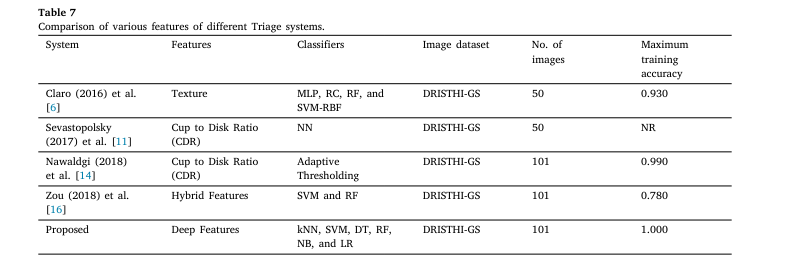 Table 7
Comparison of various features of different Triage systems.
System Features Classifiers Image dataset No. of images Maximum training accuracy
Claro (2016) et al. [6] Texture MLP, RC, RF, and SVM-RBF DRISTHI-GS 50 0.930
Sevastopolsky (2017) et al. [11] Cup to Disk Ratio (CDR) NN DRISTHI-GS 50 NR
Nawaldgi (2018) et al. [14] Cup to Disk Ratio (CDR) Adaptive Thresholding DRISTHI-GS 101 0.990
Zou (2018) et al. [16] Hybrid Features SVM and RF DRISTHI-GS 101 0.780
Proposed Deep Features kNN, SVM, DT, RF, NB, and LR DRISTHI-GS 101 1.000